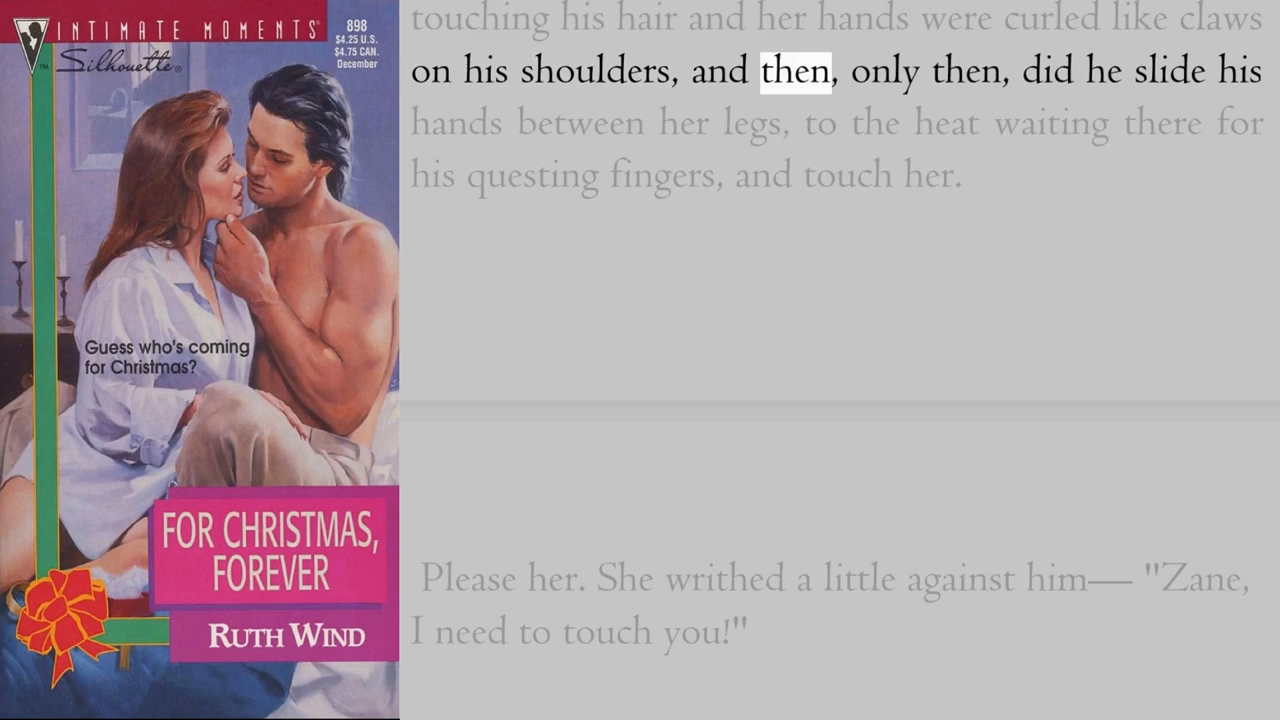 INTIMATE MOMENTS®
Silhouette®
TM
898
$4.25 U.S.
$4.75 CAN.
December
Guess who's coming
for Christmas?
FOR CHRISTMAS,
FOREVER
RUTH WIND
touching his hair and her hands were curled like claws
on his shoulders, and then, only then, did he slide his
hands between her legs, to the heat waiting there for
his questing fingers, and touch her.
Please her. She writhed a little against him— "Zane,
I need to touch you!"